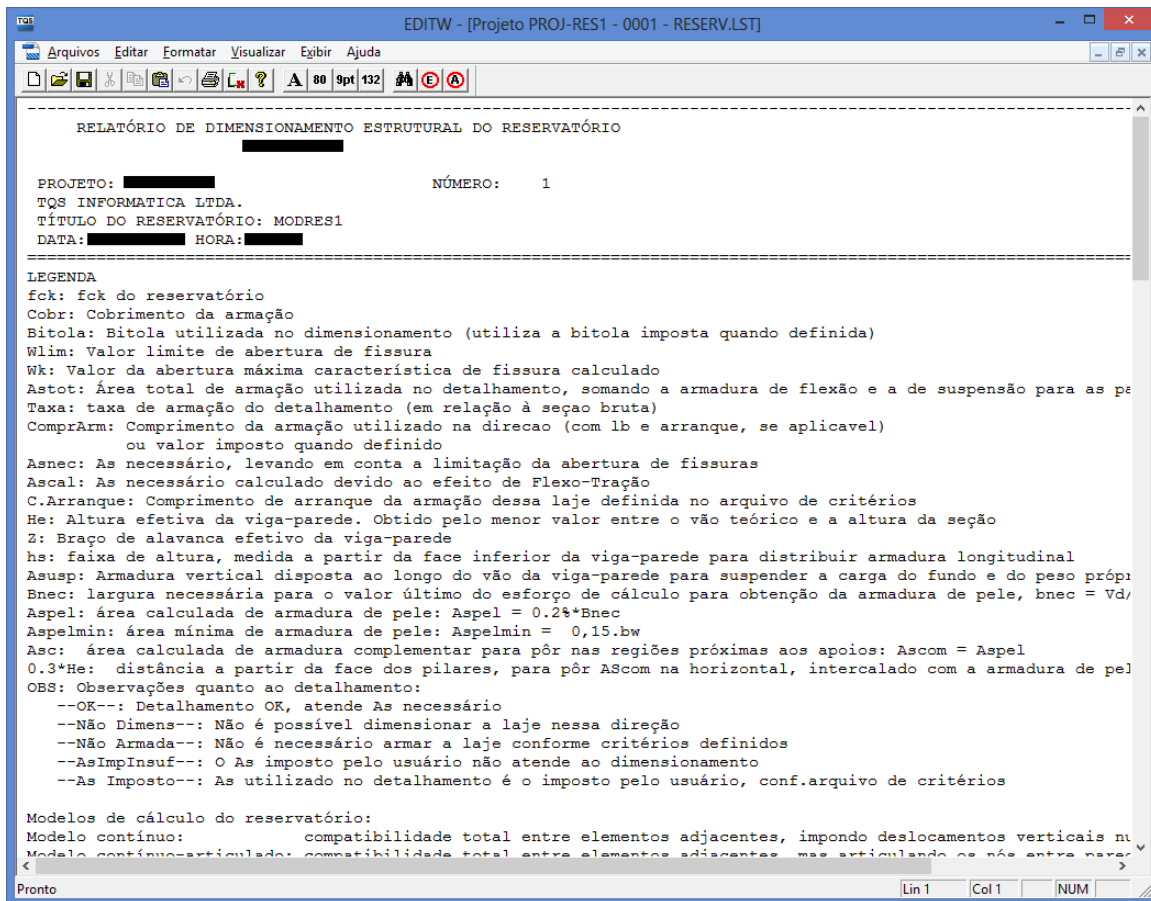 TQS EDITW - [Projeto PROJ-RES1 - 0001 - RESERV.LST]
Arquivos Editar Formatar Visualizar Exibir Ajuda
A 80 9pt 132 E A
RELATÓRIO DE DIMENSIONAMENTO ESTRUTURAL DO RESERVATÓRIO
PROJETO: NÚMERO: 1
TQS INFORMATICA LTDA.
TÍTULO DO RESERVATÓRIO: MODRES1
DATA: HORA:
LEGENDA
fck: fck do reservatório
Cobr: Cobrimento da armação
Bitola: Bitola utilizada no dimensionamento (utiliza a bitola imposta quando definida)
Wlim: Valor limite de abertura de fissura
Wk: Valor da abertura máxima característica de fissura calculado
Astot: Área total de armação utilizada no detalhamento, somando a armadura de flexão e a de suspensão para as pa
Taxa: taxa de armação do detalhamento (em relação à seçao bruta)
ComprArm: Comprimento da armação utilizado na direcao (com lb e arranque, se aplicavel)
ou valor imposto quando definido
Asnec: As necessário, levando em conta a limitação da abertura de fissuras
Ascal: As necessário calculado devido ao efeito de Flexo-Tração
C.Arranque: Comprimento de arranque da armação dessa laje definida no arquivo de critérios
He: Altura efetiva da viga-parede. Obtido pelo menor valor entre o vão teórico e a altura da seção
Z: Braço de alavanca efetivo da viga-parede
hs: faixa de altura, medida a partir da face inferior da viga-parede para distribuir armadura longitudinal
Asusp: Armadura vertical disposta ao longo do vão da viga-parede para suspender a carga do fundo e do peso própr
Bnec: largura necessária para o valor último do esforço de cálculo para obtenção da armadura de pele, bnec = Vd/
Aspel: área calculada de armadura de pele: Aspel = 0.2%*Bnec
Aspelmin: área mínima de armadura de pele: Aspelmin =  0,15.bw
Asc:  área calculada de armadura complementar para pôr nas regiões próximas aos apoios: Ascom = Aspel
0.3*He:  distância a partir da face dos pilares, para pôr AScom na horizontal, intercalado com a armadura de pel
OBS: Observações quanto ao detalhamento:
--OK--: Detalhamento OK, atende As necessário
--Não Dimens--: Não é possível dimensionar a laje nessa direção
--Não Armada--: Não é necessário armar a laje conforme critérios definidos
--AsImpInsuf--: O As imposto pelo usuário não atende ao dimensionamento
--As Imposto--: As utilizado no detalhamento é o imposto pelo usuário, conf.arquivo de critérios
Modelos de cálculo do reservatório:
Modelo contínuo: compatibilidade total entre elementos adjacentes, impondo deslocamentos verticais nu
Modelo contínuo-articulado: compatibilidade total entre elementos adjacentes, mas articulando os nós entre pared
Pronto Lin 1 Col 1 NUM